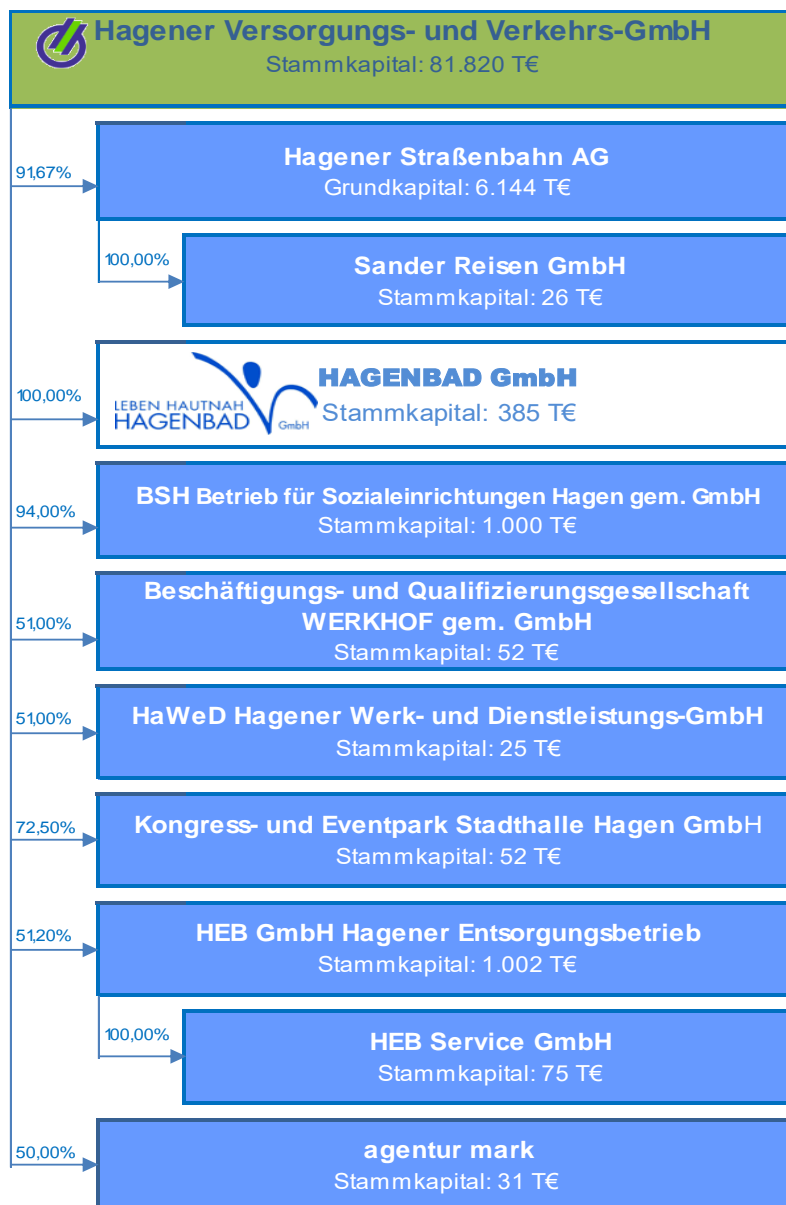 Hagener Versorgungs- und Verkehrs-GmbH
Stammkapital: 81.820 T€
91,67%
Hagener Straßenbahn AG
Grundkapital: 6.144 T€
100,00%
Sander Reisen GmbH
Stammkapital: 26 T€
100,00%
LEBEN HAUTNAH
HAGENBAD GmbH
HAGENBAD GmbH
Stammkapital: 385 T€
94,00%
BSH Betrieb für Sozialeinrichtungen Hagen gem. GmbH
Stammkapital: 1.000 T€
51,00%
Beschäftigungs- und Qualifizierungsgesellschaft
WERKHOF gem. GmbH
Stammkapital: 52 T€
51,00%
HaWeD Hagener Werk- und Dienstleistungs-GmbH
Stammkapital: 25 T€
72,50%
Kongress- und Eventpark Stadthalle Hagen GmbH
Stammkapital: 52 T€
51,20%
HEB GmbH Hagener Entsorgungsbetrieb
Stammkapital: 1.002 T€
100,00%
HEB Service GmbH
Stammkapital: 75 T€
50,00%
agentur mark
Stammkapital: 31 T€